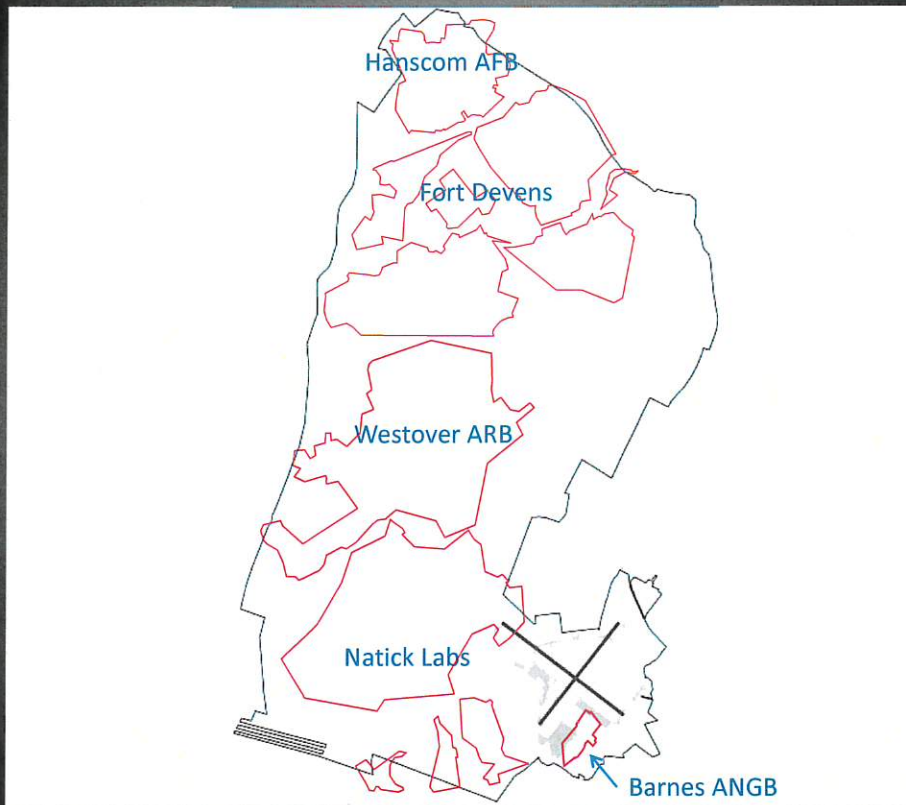 Hanscom AFB
Fort Devens
Westover ARB
Natick Labs
Barnes ANGB